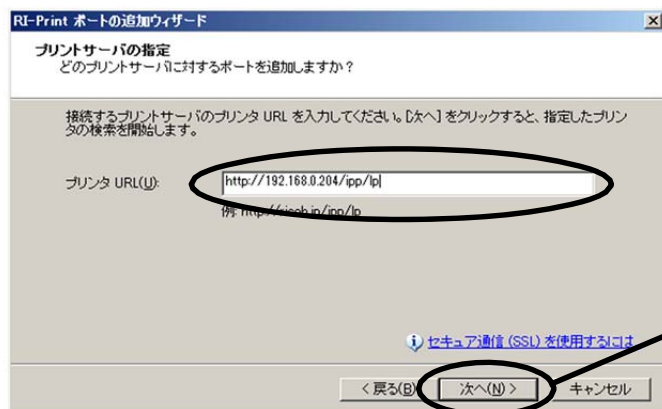 RI-Print ポートの追加ウィザード
プリントサーバの指定
どのプリントサーバに対するポートを追加しますか？
接続するプリントサーバのプリンタ URL を入力してください。[次へ] をクリックすると、指定したプリン
タの検索を開始します。
プリンタ URL(U):
http://192.168.0.204/ipp/lp
例: http://ricoh.jp/ipp/lp
セキュア通信 (SSL) を使用するには
< 戻る(B)
次へ(N) >
キャンセル